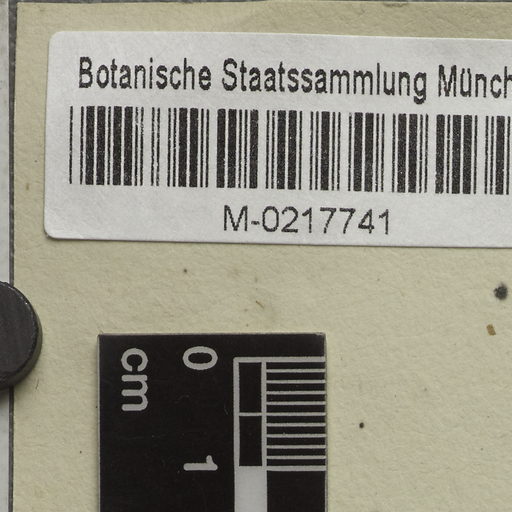 Botanische Staatssammlung Münch
M-0217741
cm
0
1